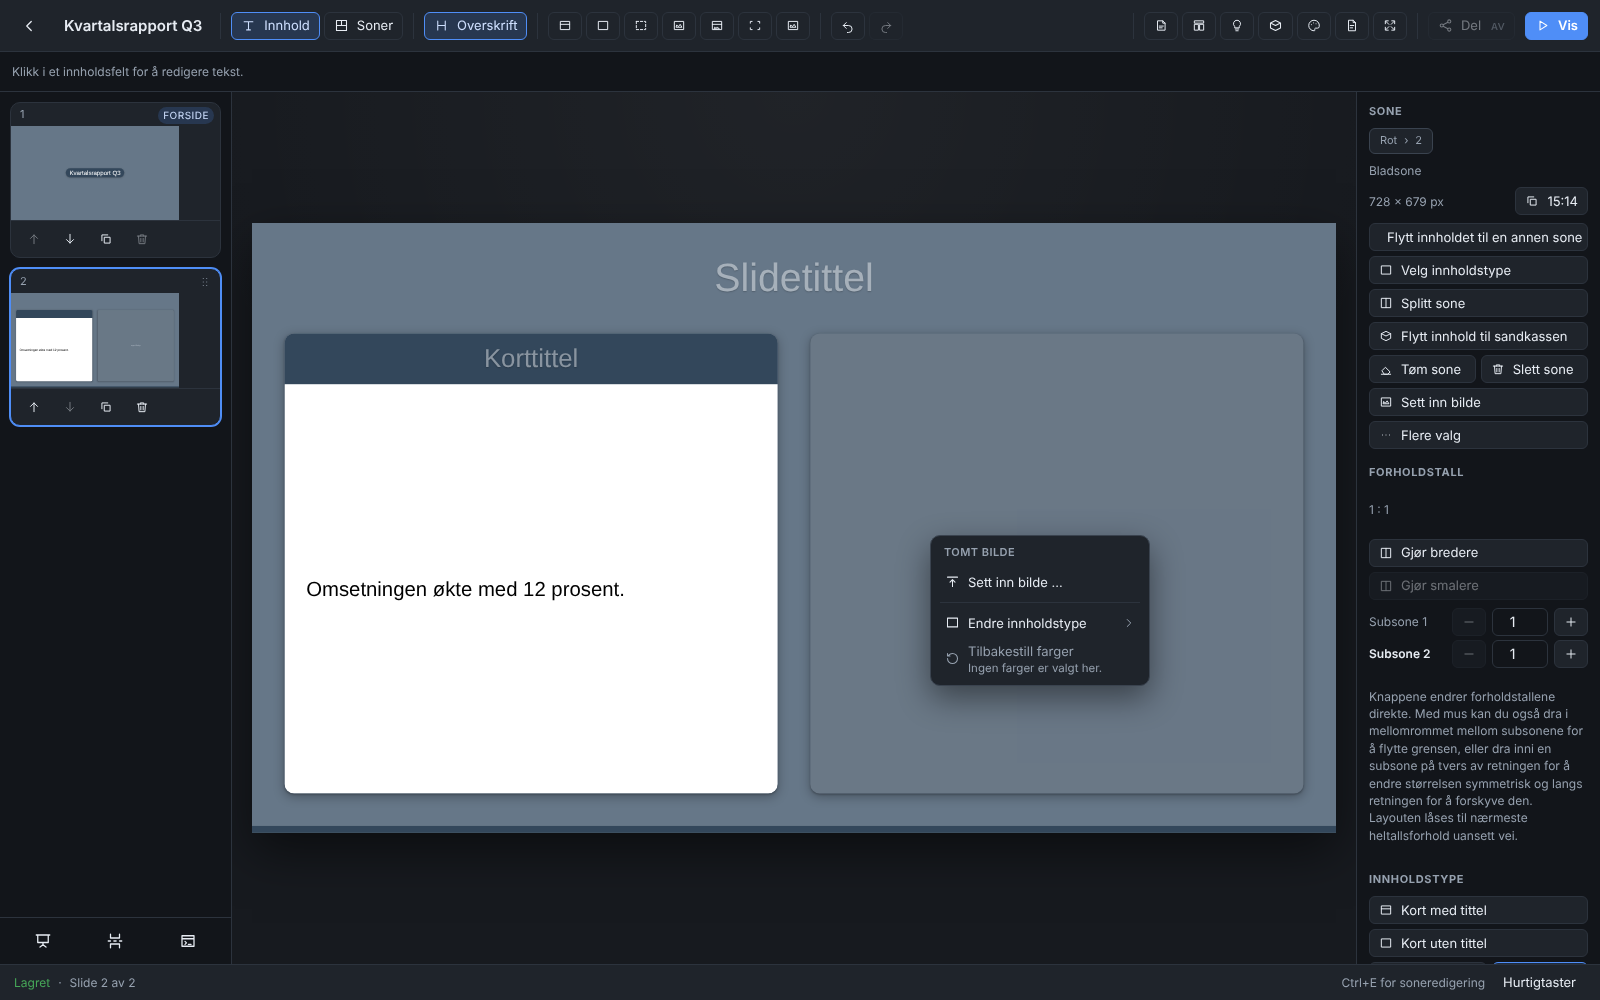 Kvartalsrapport Q3
Innhold
Soner
Overskrift
Del AV
Vis
Klikk i et innholdsfelt for å redigere tekst.
1
FORSIDE
Kvartalsrapport Q3
2
Omsetningen økte med 12 prosent.
Slidetittel
Korttittel
Omsetningen økte med 12 prosent.
TOMT BILDE
Sett inn bilde ...
Endre innholdstype
Tilbakestill farger
Ingen farger er valgt her.
SONE
Rot › 2
Bladsone
728 × 679 px
15:14
Flytt innholdet til en annen sone
Velg innholdstype
Splitt sone
Flytt innhold til sandkassen
Tøm sone
Slett sone
Sett inn bilde
Flere valg
FORHOLDSTALL
1 : 1
Gjør bredere
Gjør smalere
Subsone 1
1
Subsone 2
1
Knappene endrer forholdstallene
direkte. Med mus kan du også dra i
mellomrommet mellom subsonene for
å flytte grensen, eller dra inni en
subsone på tvers av retningen for å
endre størrelsen symmetrisk og langs
retningen for å forskyve den.
Layouten låses til nærmeste
heltallsforhold uansett vei.
INNHOLDSTYPE
Kort med tittel
Kort uten tittel
Lagret · Slide 2 av 2
Ctrl+E for soneredigering
Hurtigtaster